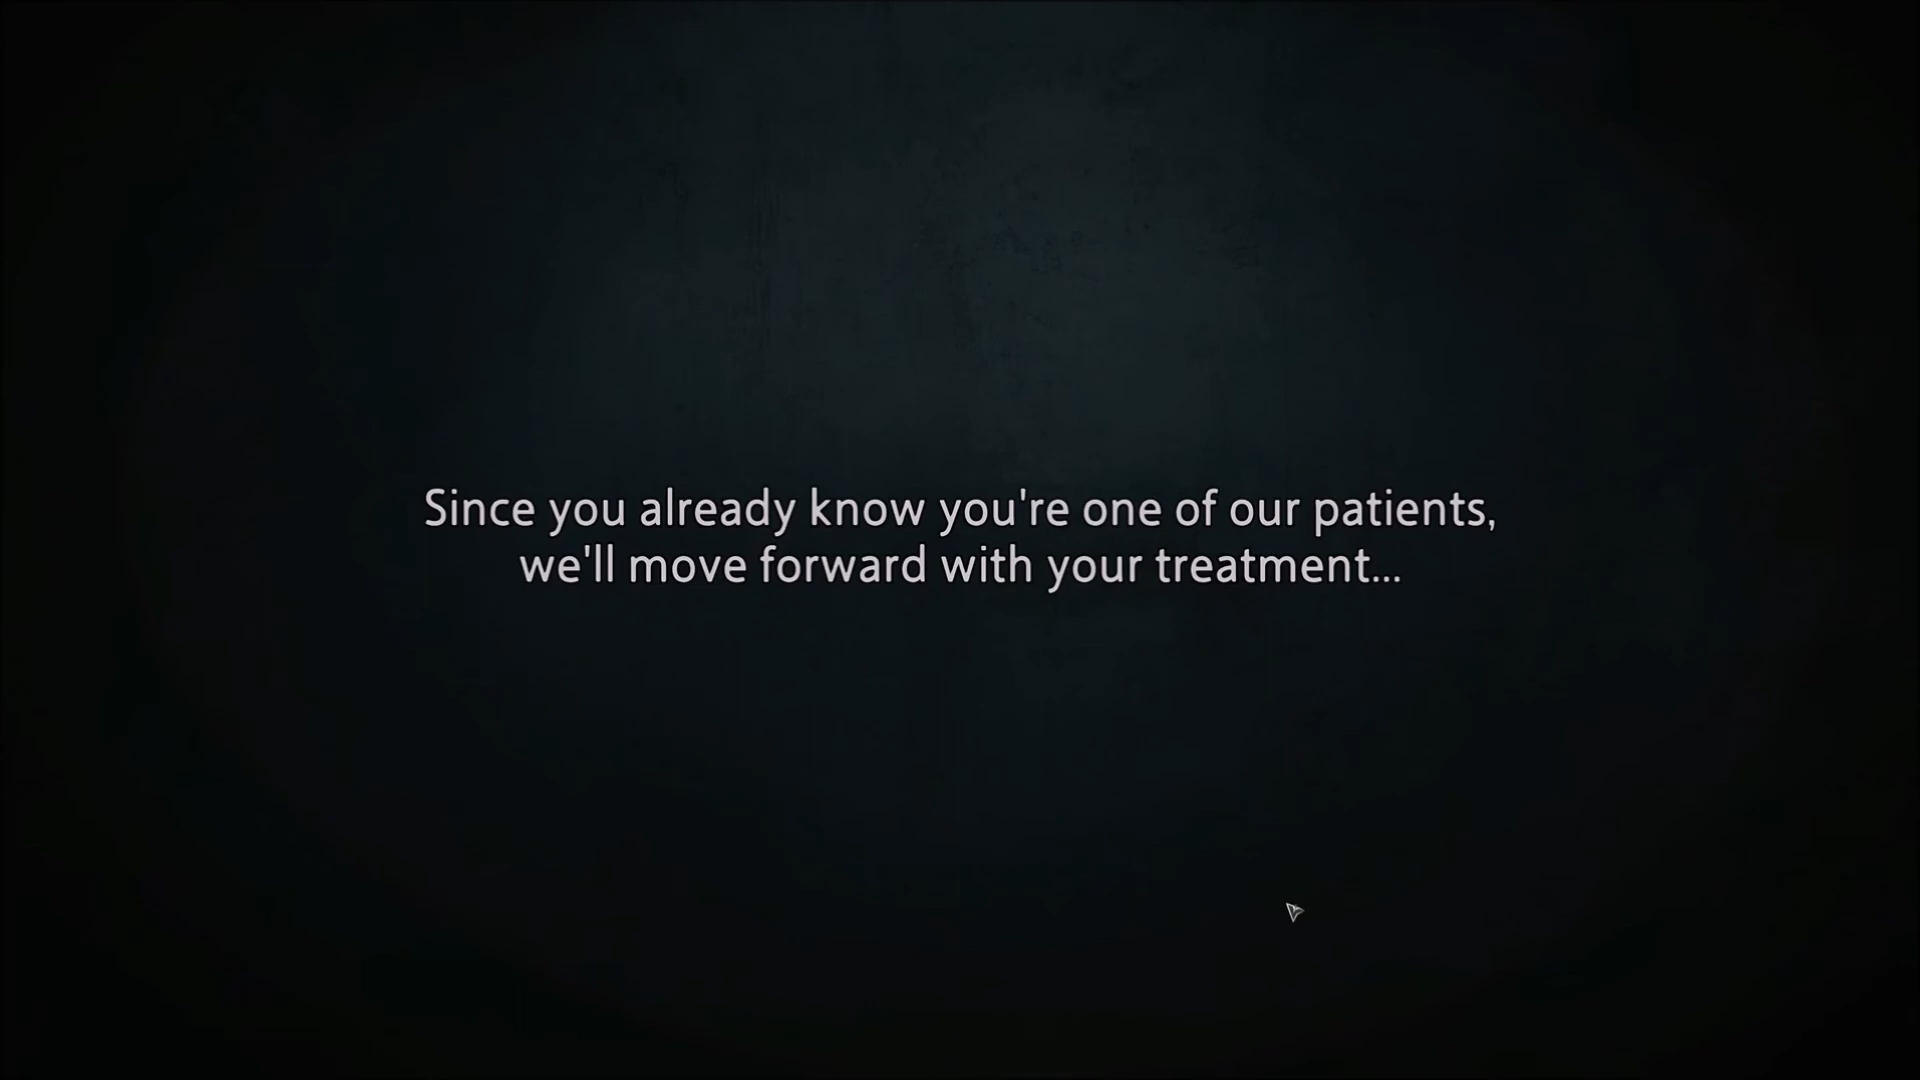 Since you already know you're one of our patients,
we'll move forward with your treatment...